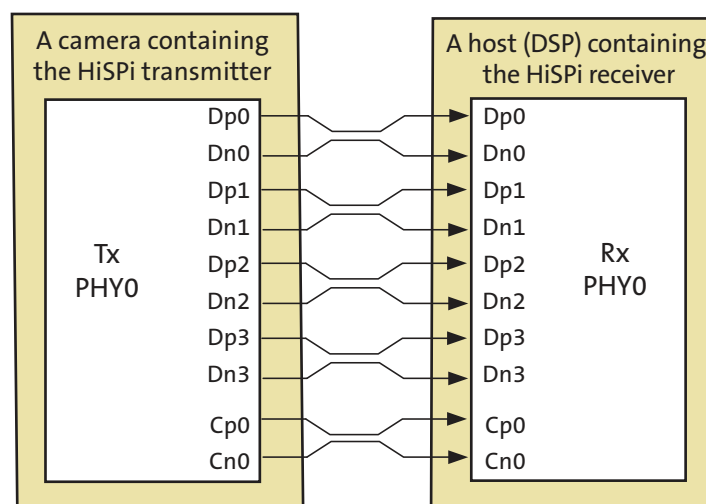 A camera containing
the HiSPi transmitter
A host (DSP) containing
the HiSPi receiver
Dp0
Dn0
Dp1
Dn1
Dp2
Dn2
Dp3
Dn3
Cp0
Cn0
Tx
PHY0
Dp0
Dn0
Dp1
Dn1
Dp2
Dn2
Dp3
Dn3
Cp0
Cn0
Rx
PHY0